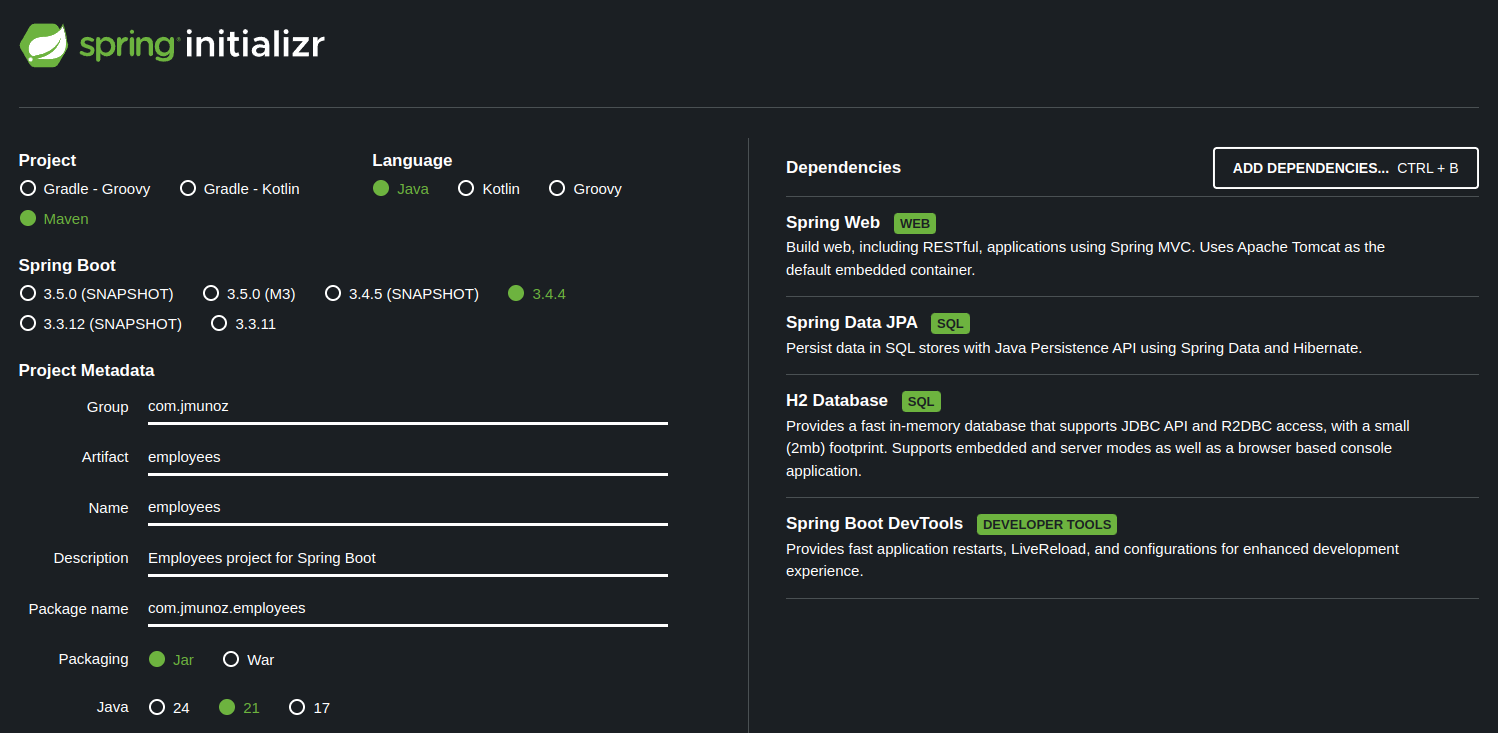 spring initializr
Project
Gradle - Groovy Gradle - Kotlin
Maven
Language
Java Kotlin Groovy
Spring Boot
3.5.0 (SNAPSHOT) 3.5.0 (M3) 3.4.5 (SNAPSHOT) 3.4.4
3.3.12 (SNAPSHOT) 3.3.11
Project Metadata
Group com.jmunoz
Artifact employees
Name employees
Description Employees project for Spring Boot
Package name com.jmunoz.employees
Packaging Jar War
Java 24 21 17
Dependencies ADD DEPENDENCIES... CTRL + B
Spring Web WEB
Build web, including RESTful, applications using Spring MVC. Uses Apache Tomcat as the
default embedded container.
Spring Data JPA SQL
Persist data in SQL stores with Java Persistence API using Spring Data and Hibernate.
H2 Database SQL
Provides a fast in-memory database that supports JDBC API and R2DBC access, with a small
(2mb) footprint. Supports embedded and server modes as well as a browser based console
application.
Spring Boot DevTools DEVELOPER TOOLS
Provides fast application restarts, LiveReload, and configurations for enhanced development
experience.